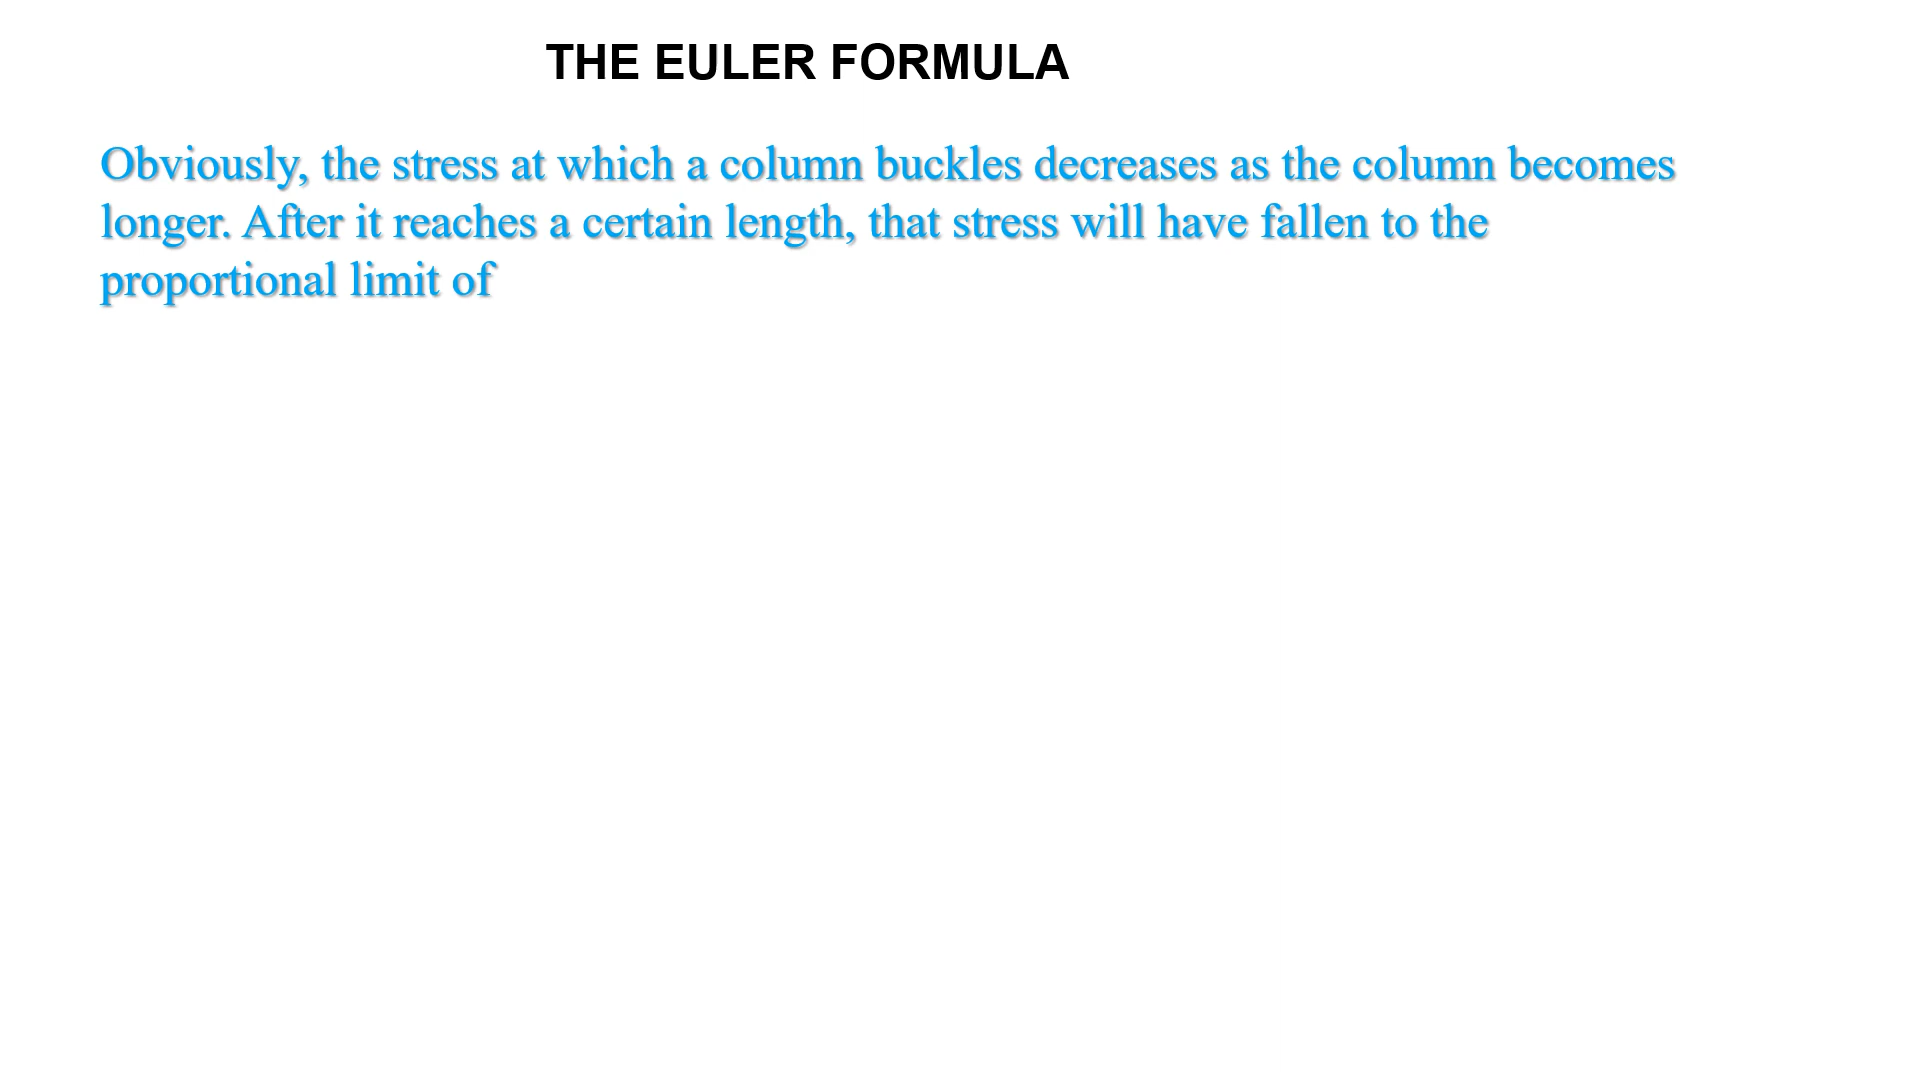 THE EULER FORMULA
Obviously, the stress at which a column buckles decreases as the column becomes
longer. After it reaches a certain length, that stress will have fallen to the
proportional limit of